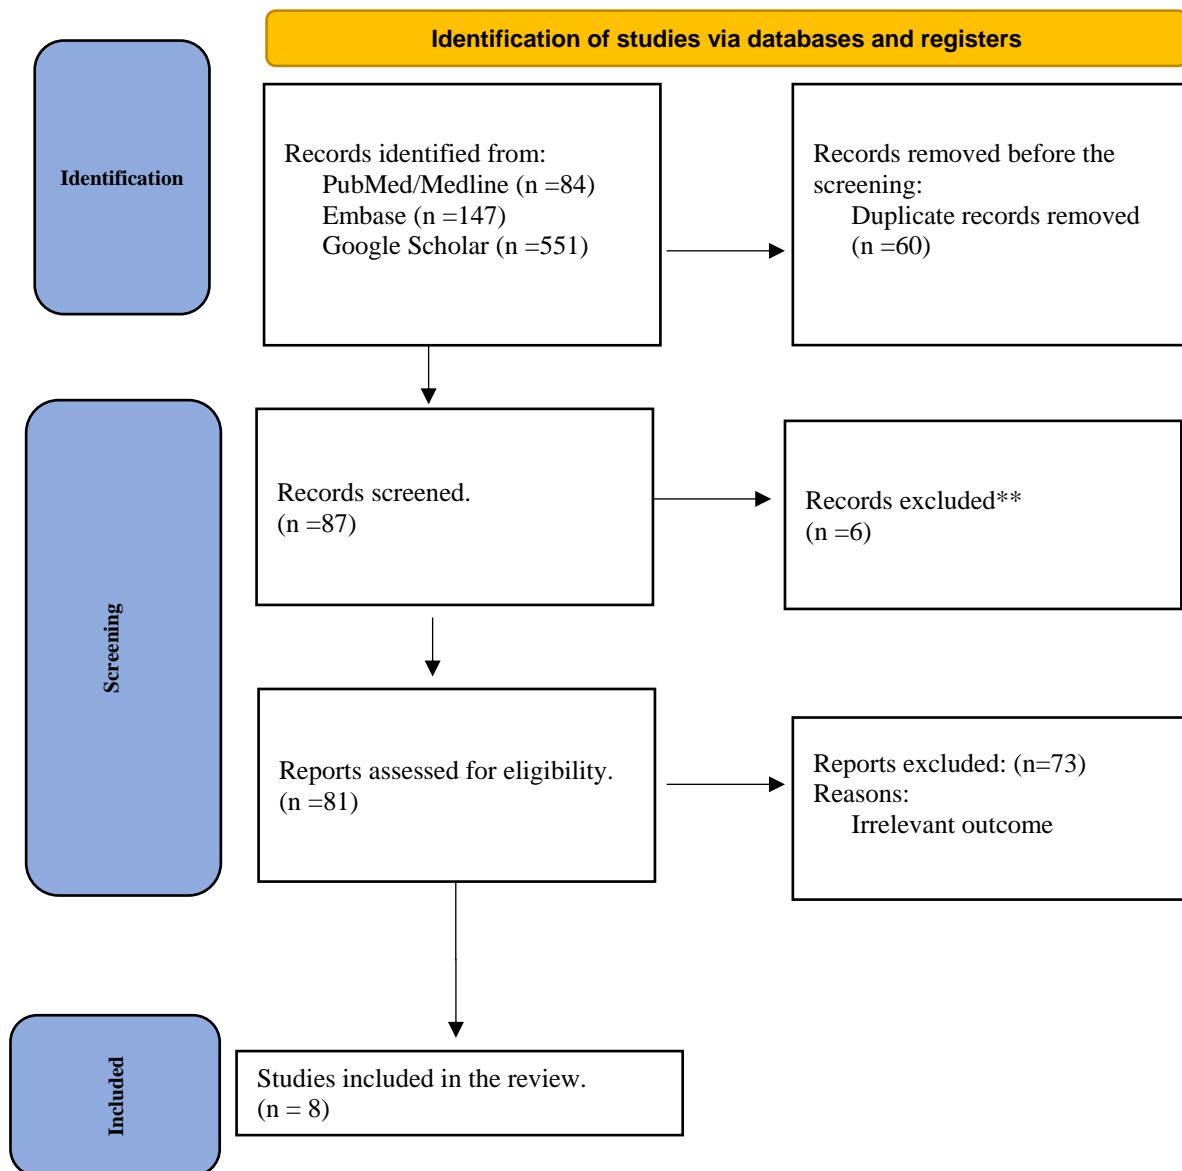 Identification of studies via databases and registers
Identification
Records identified from:
PubMed/Medline (n =84)
Embase (n =147)
Google Scholar (n =551)
Records removed before the
screening:
Duplicate records removed
(n =60)
Screening
Records screened.
(n =87)
Records excluded**
(n =6)
Reports assessed for eligibility.
(n =81)
Reports excluded: (n=73)
Reasons:
Irrelevant outcome
Included
Studies included in the review.
(n = 8)